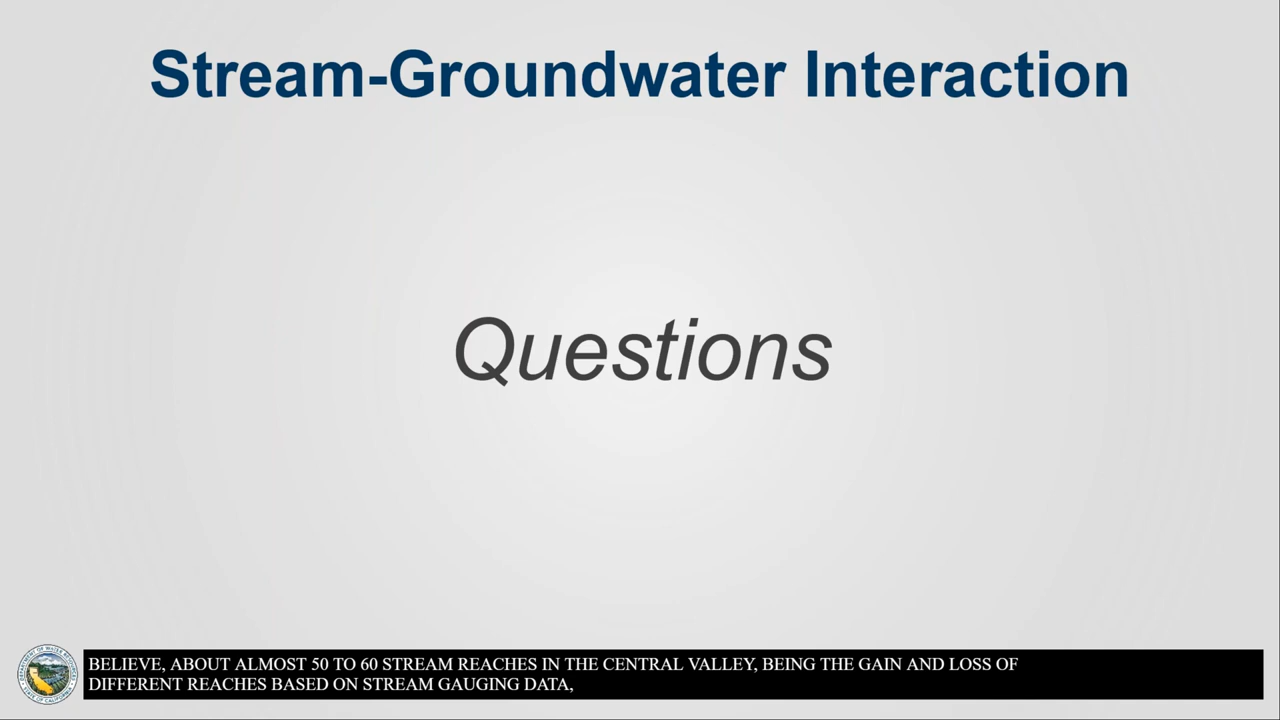 Stream-Groundwater Interaction
Questions
BELIEVE, ABOUT ALMOST 50 TO 60 STREAM REACHES IN THE CENTRAL VALLEY, BEING THE GAIN AND LOSS OF
DIFFERENT REACHES BASED ON STREAM GAUGING DATA,